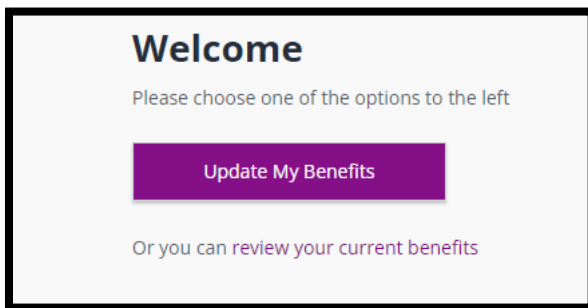 Welcome
Please choose one of the options to the left
Update My Benefits
Or you can review your current benefits